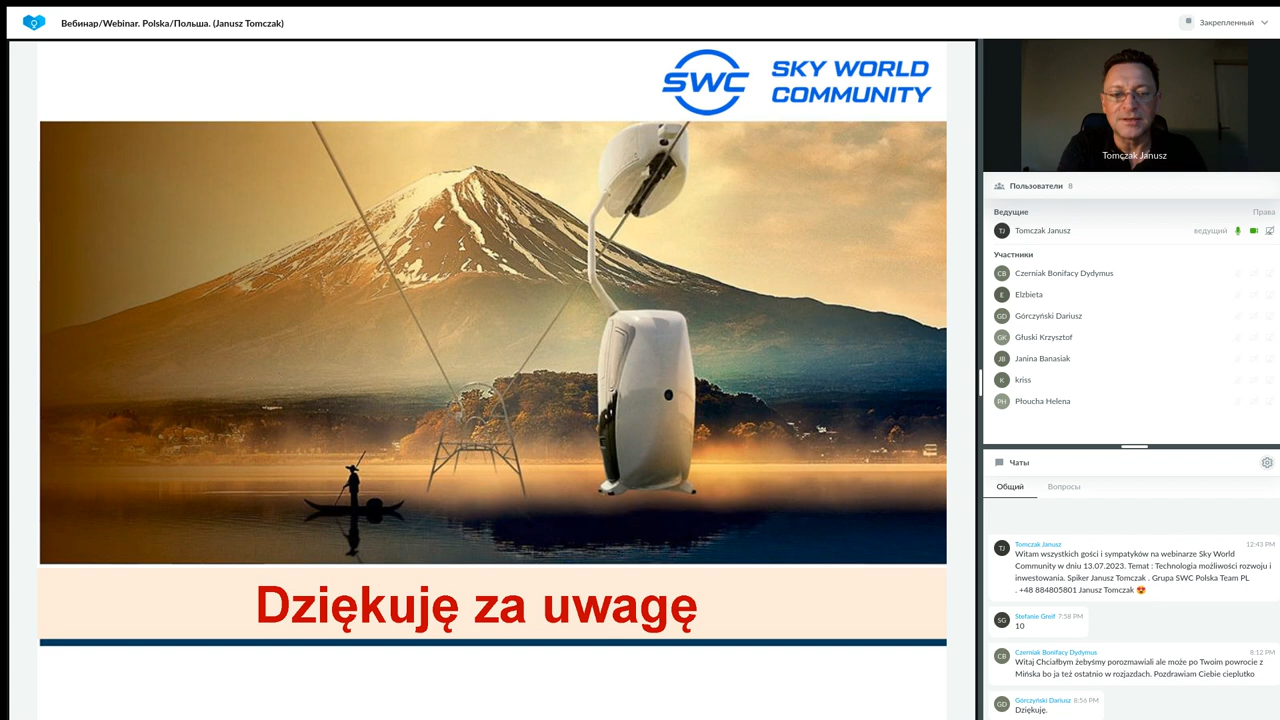 Вебинар/Webinar. Polska/Польша. (Janusz Tomczak)
Закрепленный
SWC
SKY WORLD
COMMUNITY
Dziękuję za uwagę
Tomczak Janusz
Пользователи 8
Ведущие Права
TJ Tomczak Janusz ведущий
Участники
CB Czerniak Bonifacy Dydymus
E Elzbieta
GD Górczyński Dariusz
GK Głuski Krzysztof
JB Janina Banasiak
K kriss
PH Płoucha Helena
Чаты
Общий Вопросы
TJ Tomczak Janusz 12:43 PM
Witam wszystkich gości i sympatyków na webinarze Sky World
Community w dniu 13.07.2023. Temat : Technologia możliwości rozwoju i
inwestowania. Spiker Janusz Tomczak . Grupa SWC Polska Team PL
. +48 884805801 Janusz Tomczak 😍
SG Stefanie Greif 7:58 PM
10
CB Czerniak Bonifacy Dydymus 8:12 PM
Witaj Chciałbym żebyśmy porozmawiali ale może po Twoim powrocie z
Mińska bo ja też ostatnio w rozjazdach. Pozdrawiam Ciebie cieplutko
GD Górczyński Dariusz 8:56 PM
Dziękuję.